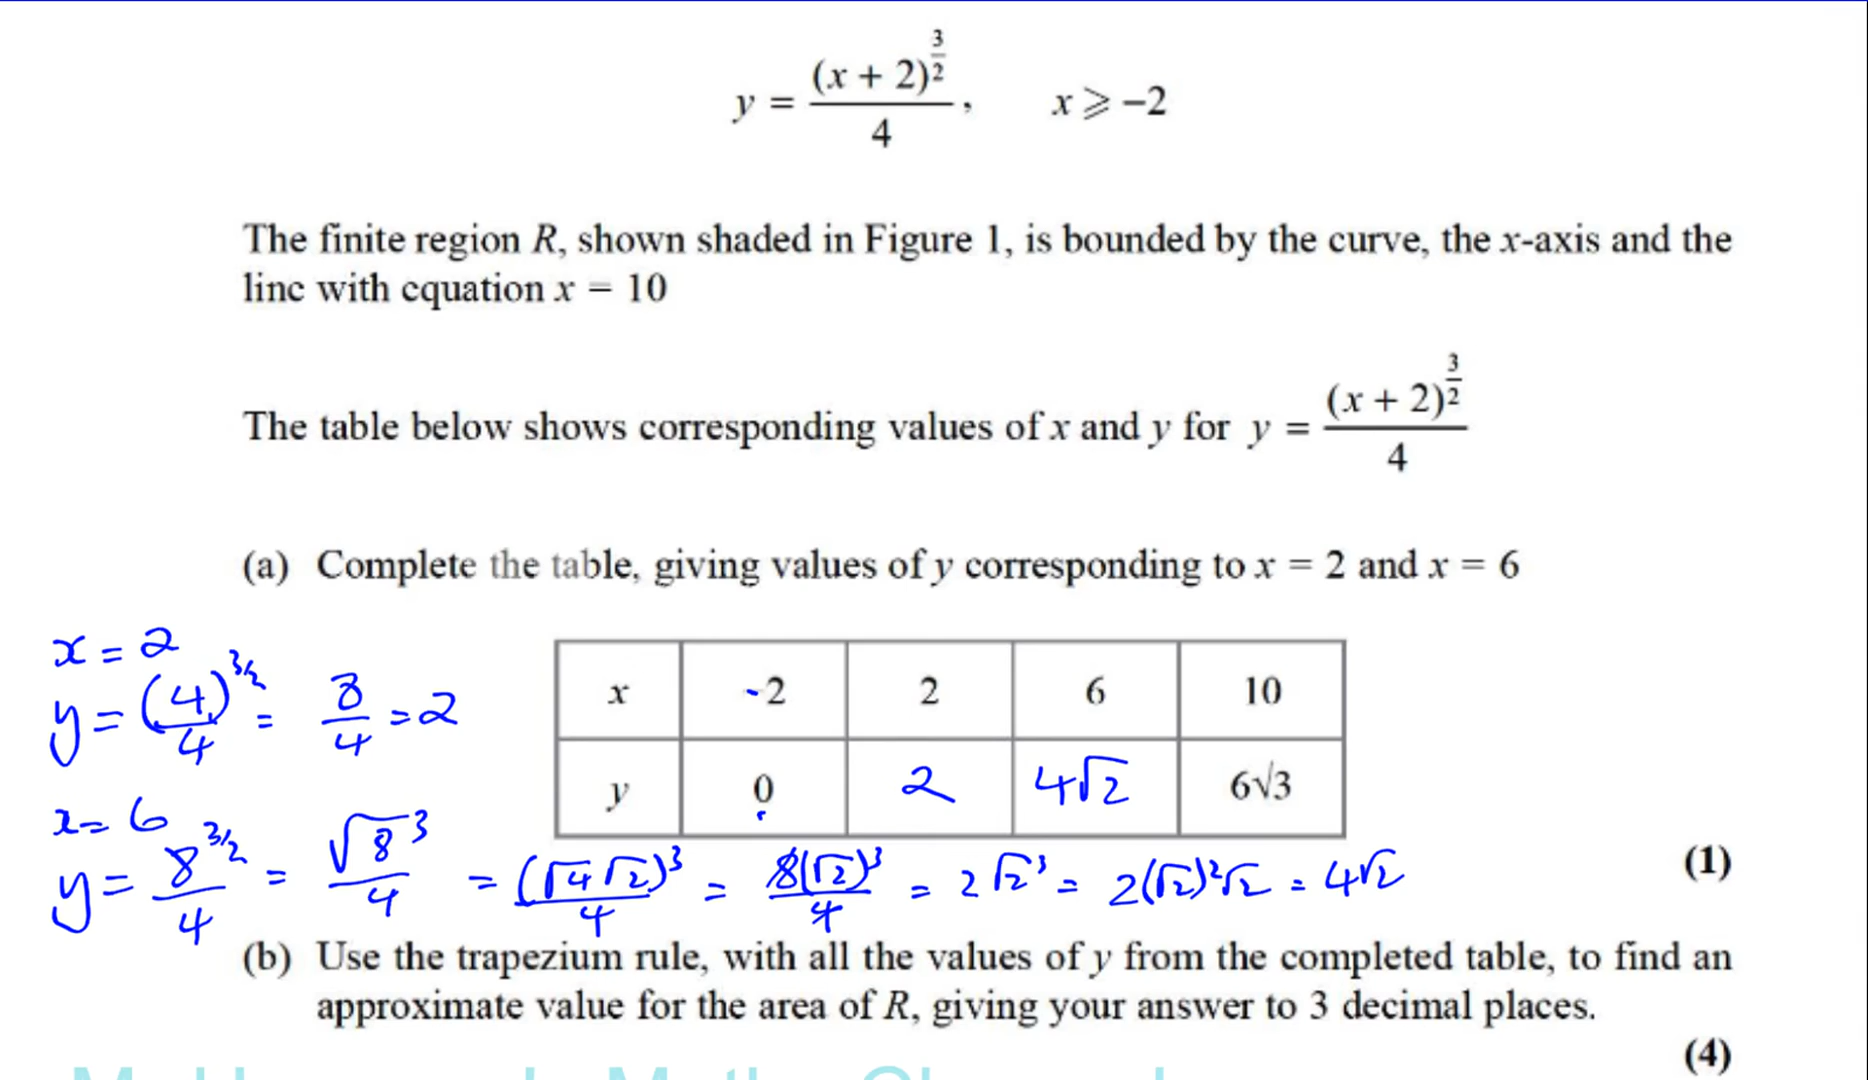 y = (x + 2)^(3/2) / 4,    x ⩾ −2
The finite region R, shown shaded in Figure 1, is bounded by the curve, the x-axis and the
line with equation x = 10
The table below shows corresponding values of x and y for y = (x + 2)^(3/2) / 4
(a) Complete the table, giving values of y corresponding to x = 2 and x = 6
x = 2
y = (4)^(3/2) / 4 = 8/4 = 2
x -2 2 6 10
y 0 2 4√2 6√3
x = 6
y = 8^(3/2) / 4 = √8³ / 4 = (√4√2)³ / 4 = 8(√2)³ / 4 = 2√2³ = 2(√2)²√2 = 4√2
(1)
(b) Use the trapezium rule, with all the values of y from the completed table, to find an
approximate value for the area of R, giving your answer to 3 decimal places.
(4)